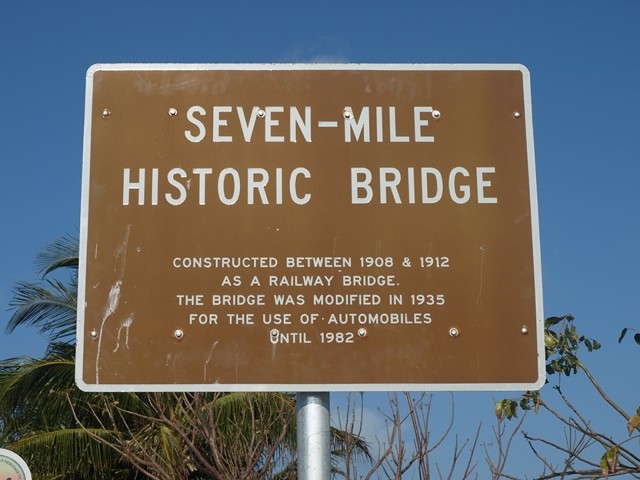 SEVEN-MILE
HISTORIC BRIDGE
CONSTRUCTED BETWEEN 1908 & 1912
AS A RAILWAY BRIDGE.
THE BRIDGE WAS MODIFIED IN 1935
FOR THE USE OF AUTOMOBILES
UNTIL 1982